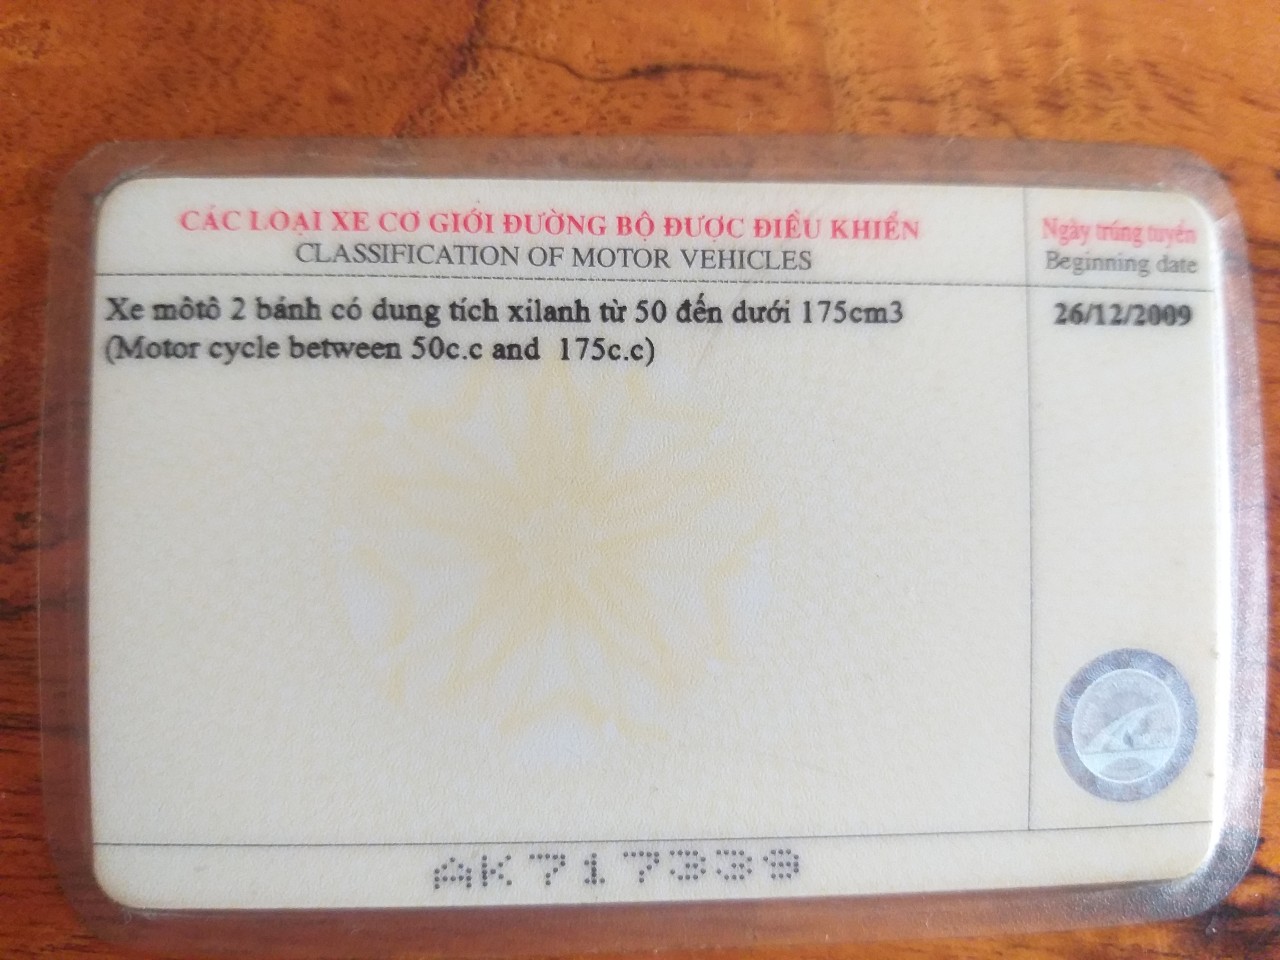 CÁC LOẠI XE CƠ GIỚI ĐƯỜNG BỘ ĐƯỢC ĐIỀU KHIỂN
CLASSIFICATION OF MOTOR VEHICLES
Ngày trúng tuyển
Beginning date
Xe môtô 2 bánh có dung tích xilanh từ 50 đến dưới 175cm3
(Motor cycle between 50c.c and 175c.c)
26/12/2009
AK717339